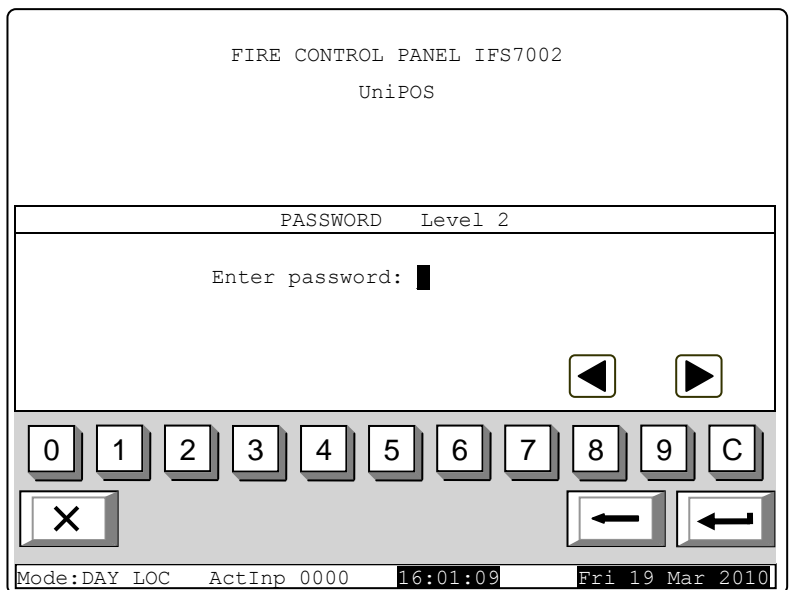 FIRE CONTROL PANEL IFS7002
UniPOS
PASSWORD Level 2
Enter password:
0 1 2 3 4 5 6 7 8 9 C
Mode:DAY LOC ActInp 0000 16:01:09 Fri 19 Mar 2010